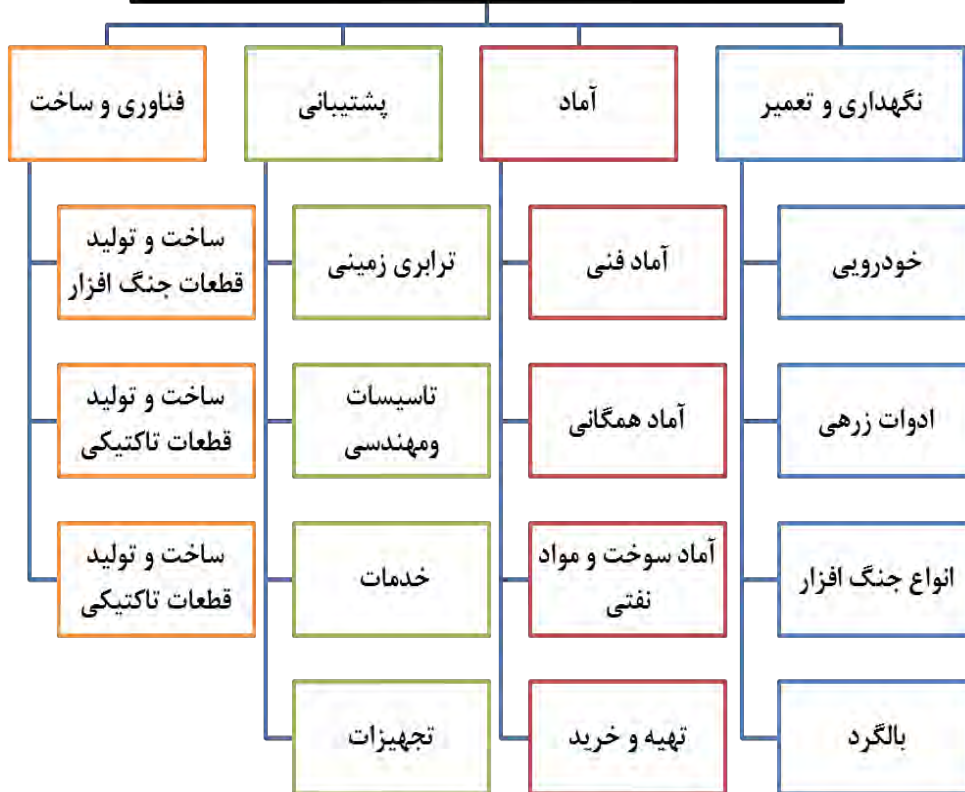 نگهداری و تعمیر
آماد
پشتیبانی
فناوری و ساخت
خودرویی
آماد فنی
ترابری زمینی
ساخت و تولید
قطعات جنگ افزار
ادوات زرهی
آماد همگانی
تاسیسات
ومهندسی
ساخت و تولید
قطعات تاکتیکی
انواع جنگ افزار
آماد سوخت و مواد
نفتی
خدمات
ساخت و تولید
قطعات تاکتیکی
بالگرد
تهیه و خرید
تجهیزات